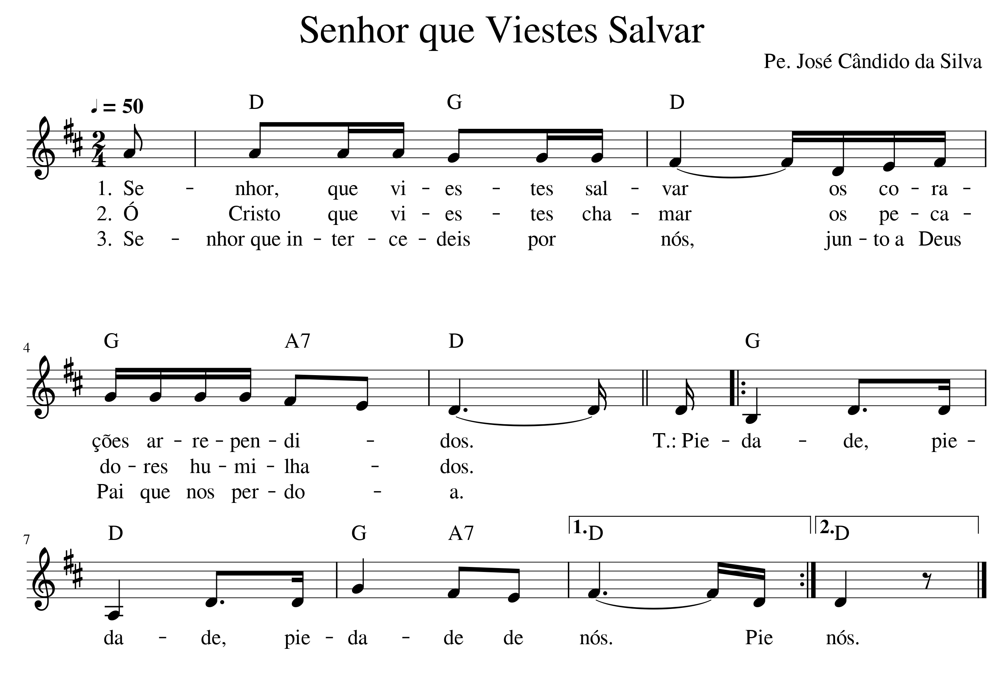 Senhor que Viestes Salvar
Pe. José Cândido da Silva
♩ = 50
D G D
2
4
1. Se - nhor, que vi - es - tes sal - var os co - ra -
2. Ó Cristo que vi - es - tes cha - mar os pe - ca -
3. Se - nhor que in - ter - ce - deis por nós, jun - to a Deus
G A7 D G
4
ções ar - re - pen - di - dos. T.: Pie - da - de, pie -
do - res hu - mi - lha - dos.
Pai que nos per - do - a.
1. 2.
D G A7 D D
7
da - de, pie - da - de de nós. Pie nós.